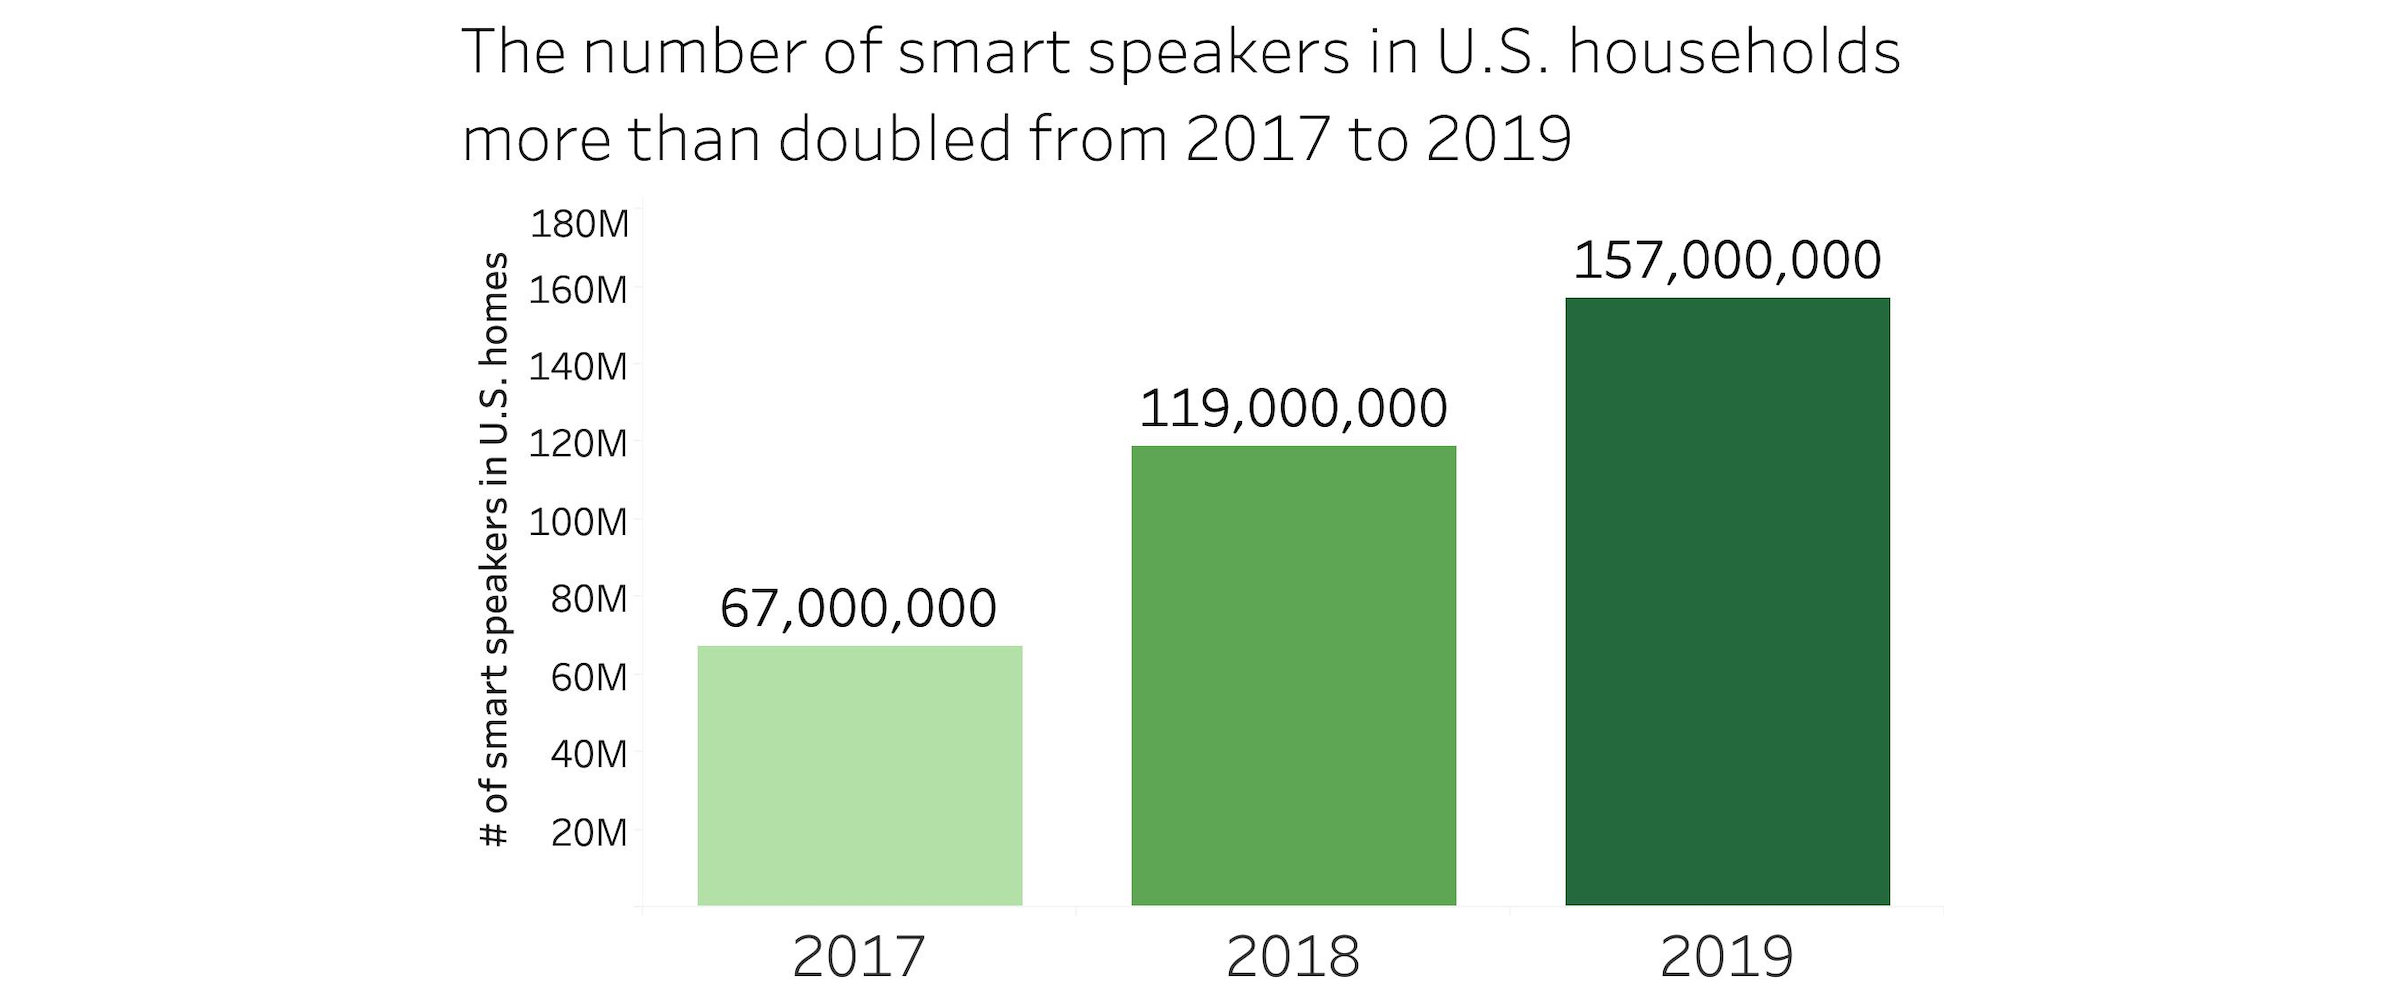 The number of smart speakers in U.S. households
more than doubled from 2017 to 2019
# of smart speakers in U.S. homes
180M
160M
140M
120M
100M
80M
60M
40M
20M
67,000,000
119,000,000
157,000,000
2017
2018
2019